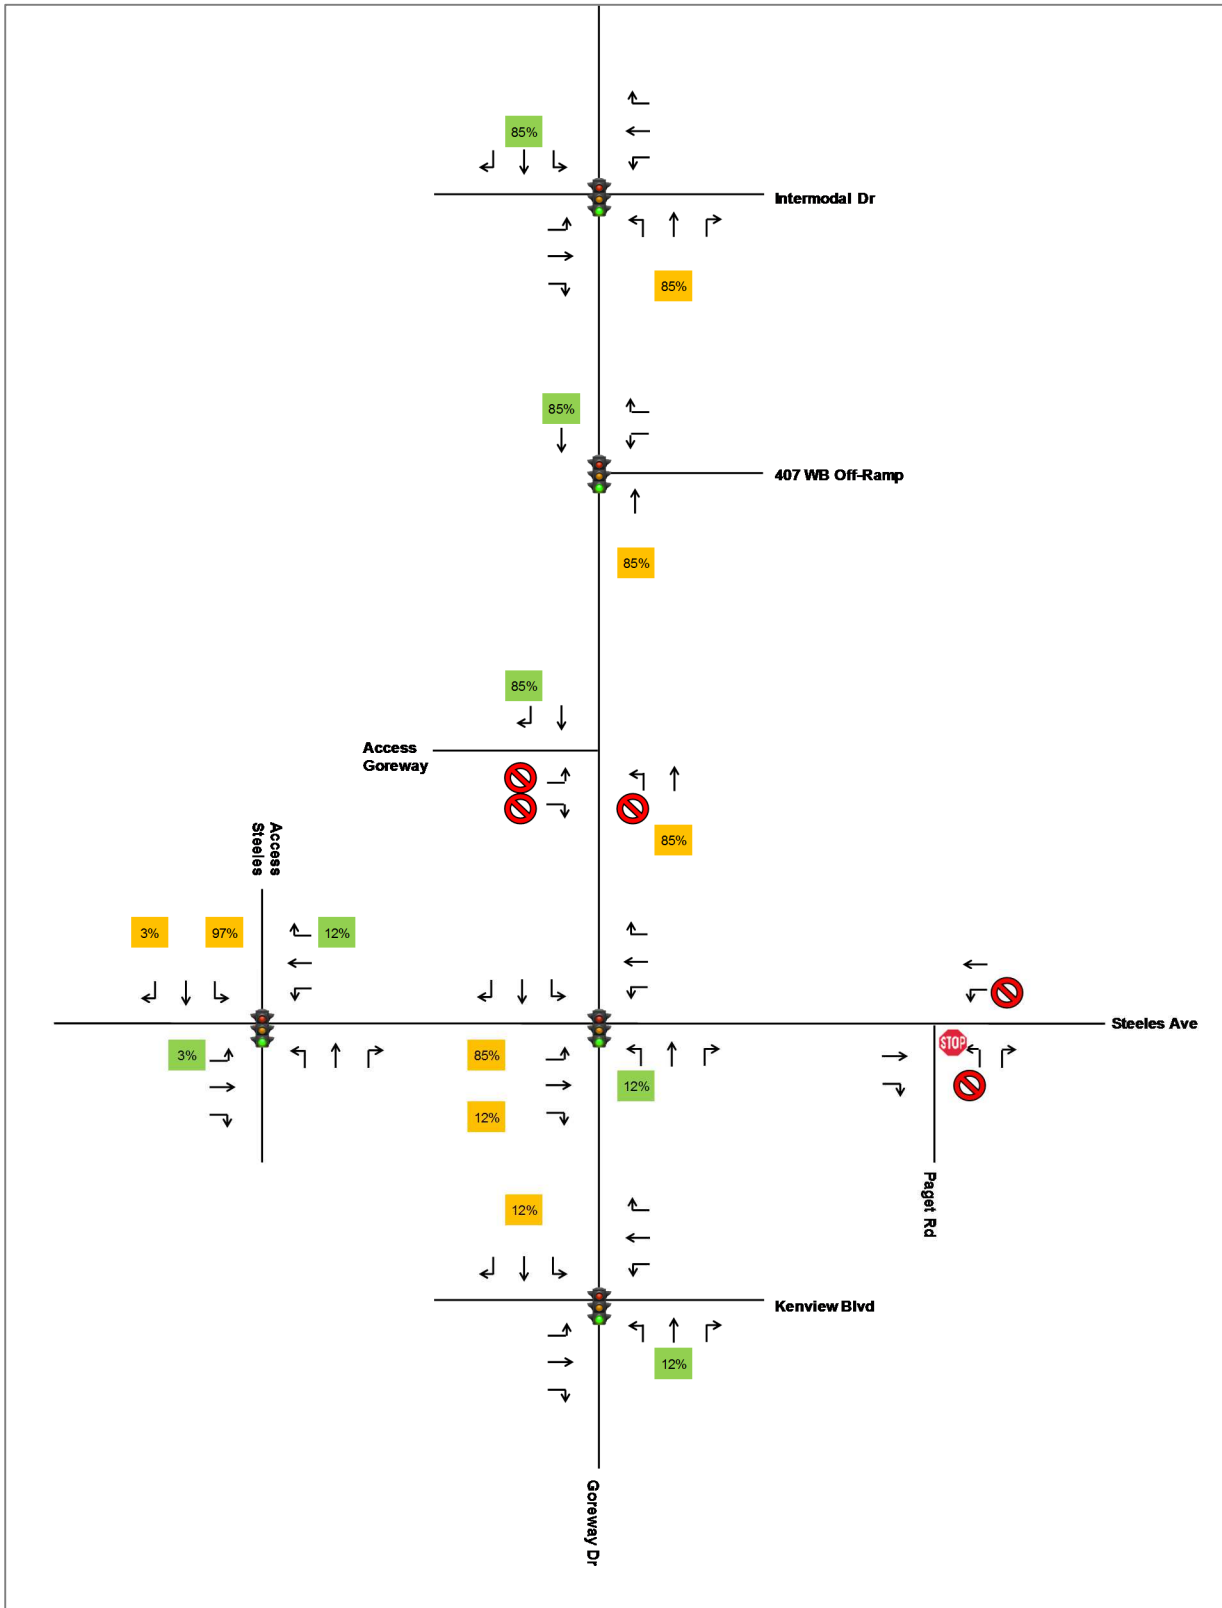 85%
Intermodal Dr
85%
85%
407 WB Off-Ramp
85%
85%
Access
Goreway
85%
Access
Steeles
3%
97%
12%
Steeles Ave
3%
85%
STOP
12%
12%
Paget Rd
12%
Kenview Blvd
12%
Goreway Dr